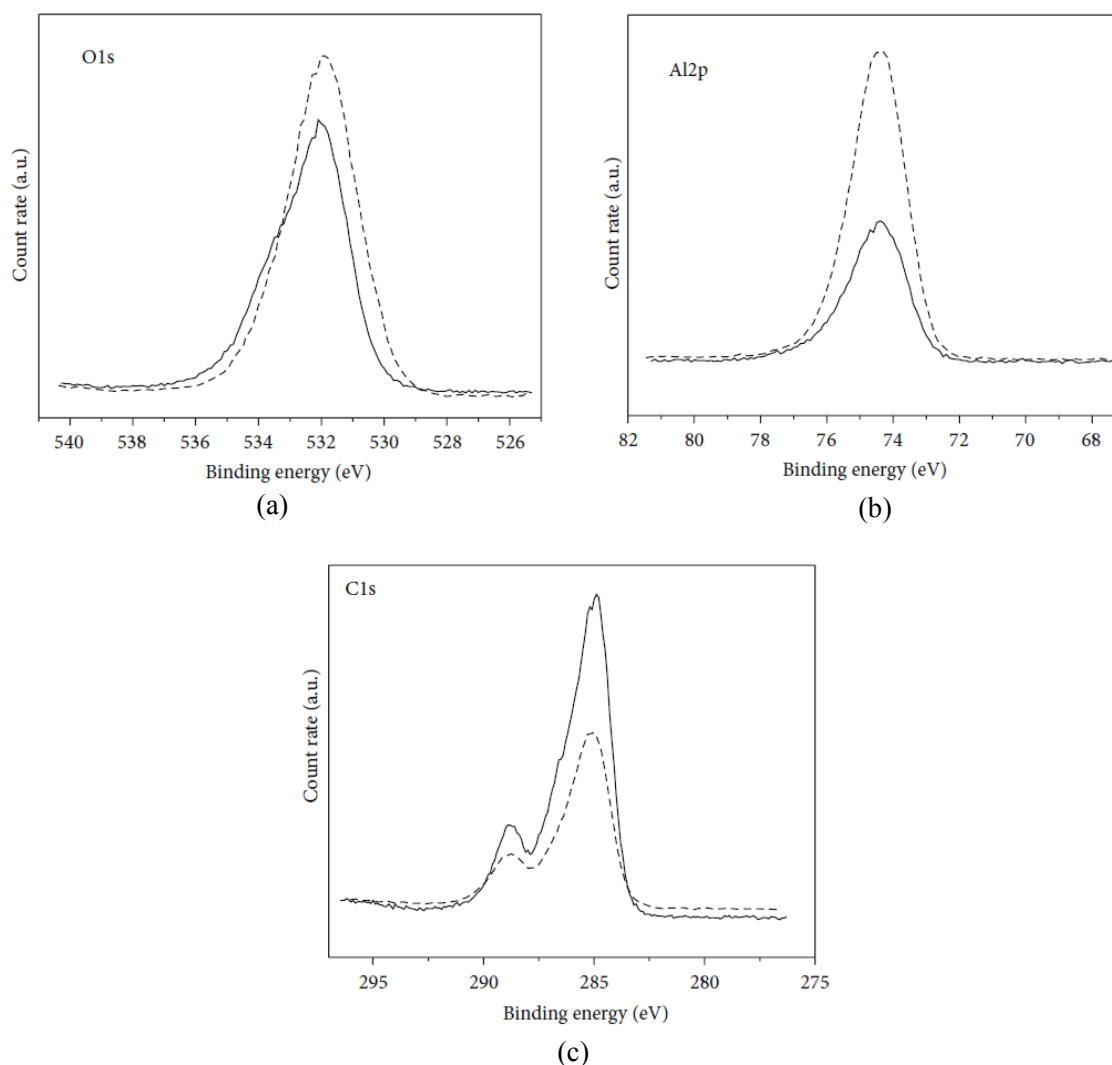 O1s
Count rate (a.u.)
540 538 536 534 532 530 528 526
Binding energy (eV)
(a)
Al2p
Count rate (a.u.)
82 80 78 76 74 72 70 68
Binding energy (eV)
(b)
C1s
Count rate (a.u.)
295 290 285 280 275
Binding energy (eV)
(c)